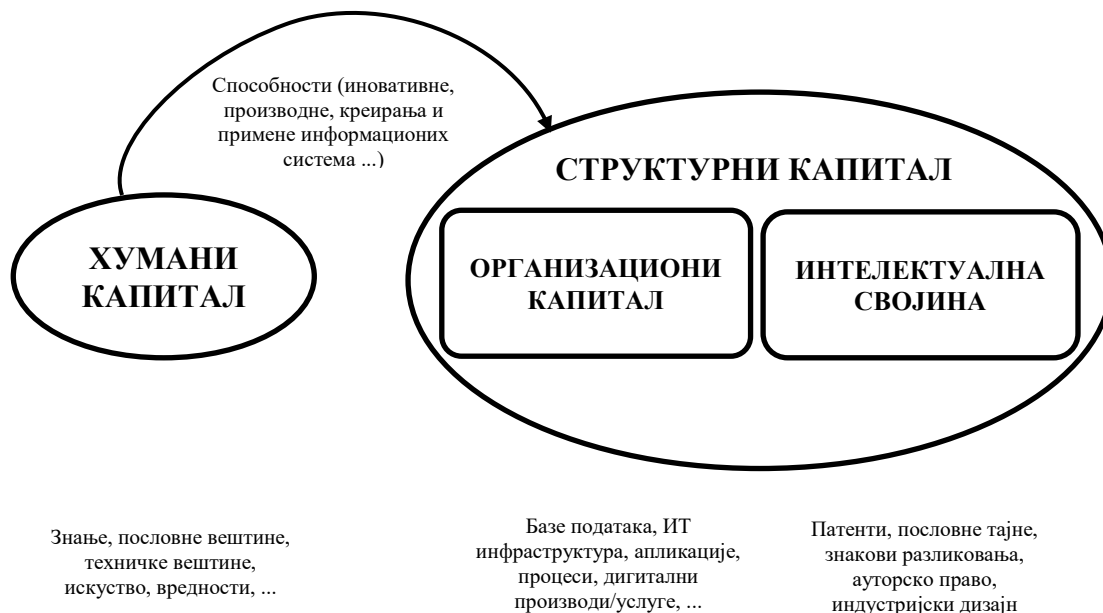 Способности (иновативне,
производне, креирања и
примене информационих
система ...)
СТРУКТУРНИ КАПИТАЛ
ХУМАНИ
КАПИТАЛ
ОРГАНИЗАЦИОНИ
КАПИТАЛ
ИНТЕЛЕКТУАЛНА
СВОЈИНА
Знање, пословне вештине,
техничке вештине,
искуство, вредности, ...
Базе података, ИТ
инфраструктура, апликације,
процеси, дигитални
производи/услуге, ...
Патенти, пословне тајне,
знакови разликовања,
ауторско право,
индустријски дизајн